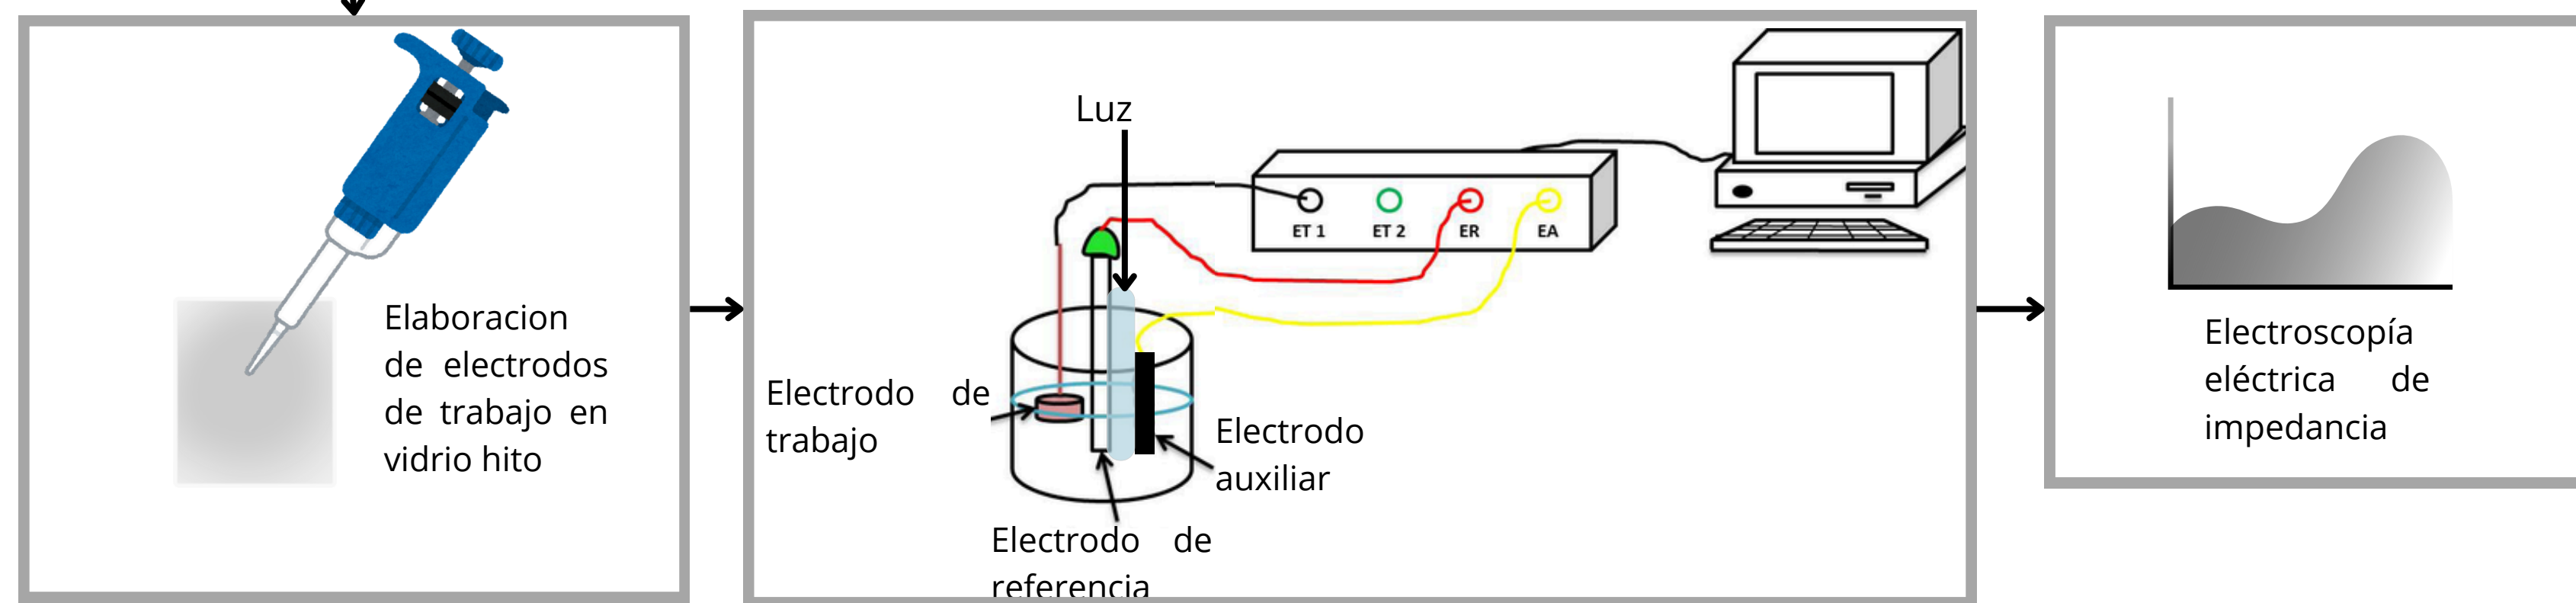 Elaboracion
de electrodos
de trabajo en
vidrio hito
Luz
ET 1
ET 2
ER
EA
Electrodo de
trabajo
Electrodo
auxiliar
Electrodo de
referencia
Electroscopía
eléctrica de
impedancia